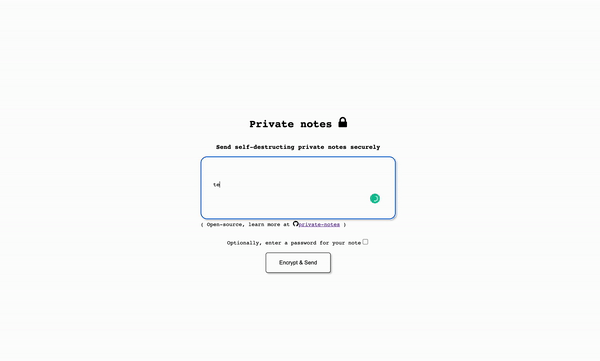 Private notes
Send self-destructing private notes securely
te
( Open-source, learn more at private-notes )
Optionally, enter a password for your note
Encrypt & Send